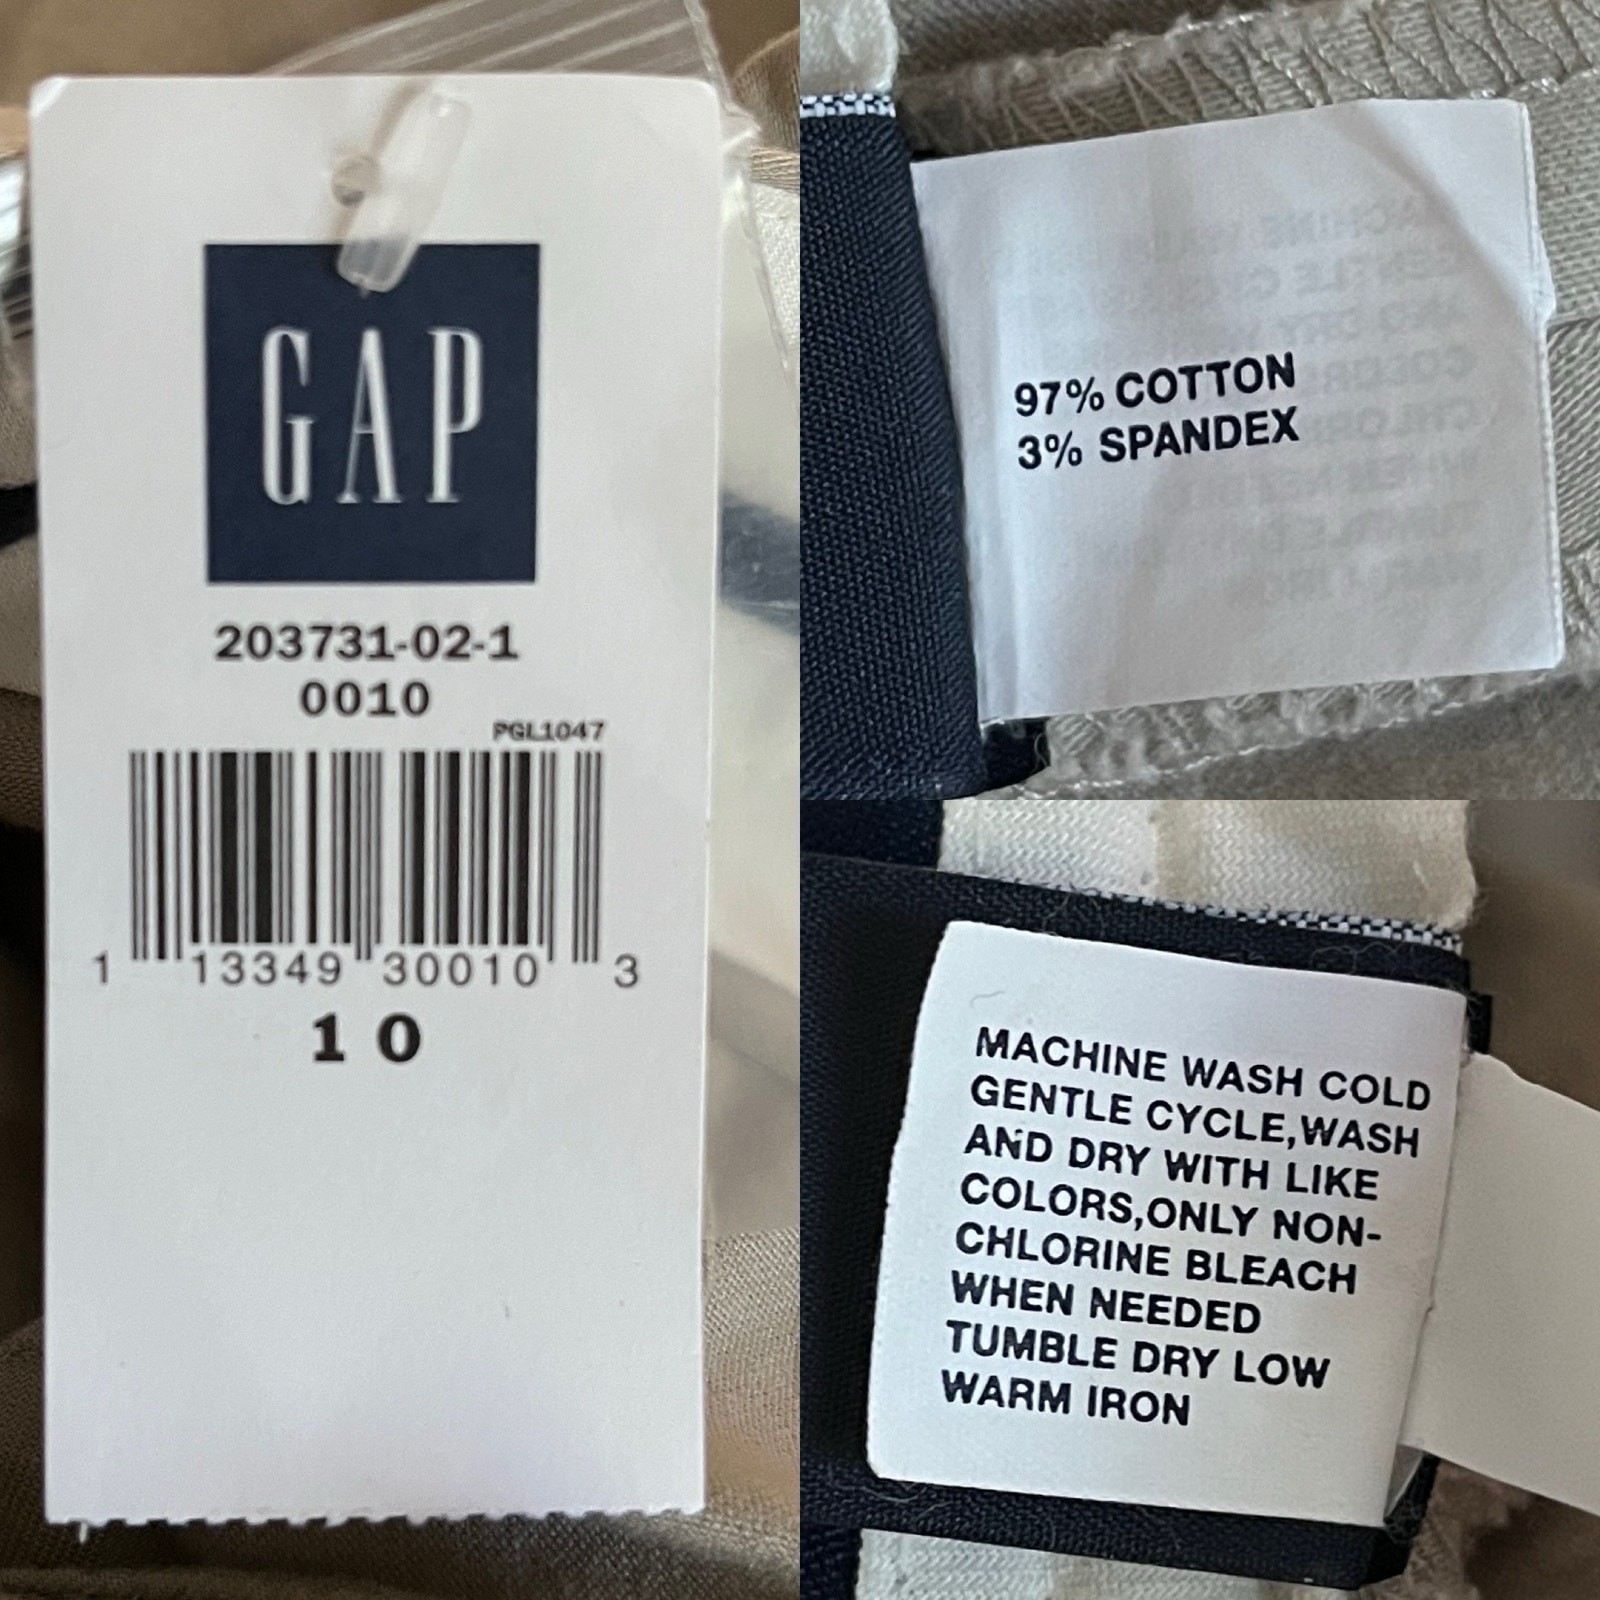 GAP
203731-02-1
0010
PGL1047
1 13349 30010 3
10
97% COTTON
3% SPANDEX
MACHINE WASH COLD
GENTLE CYCLE,WASH
AND DRY WITH LIKE
COLORS,ONLY NON-
CHLORINE BLEACH
WHEN NEEDED
TUMBLE DRY LOW
WARM IRON